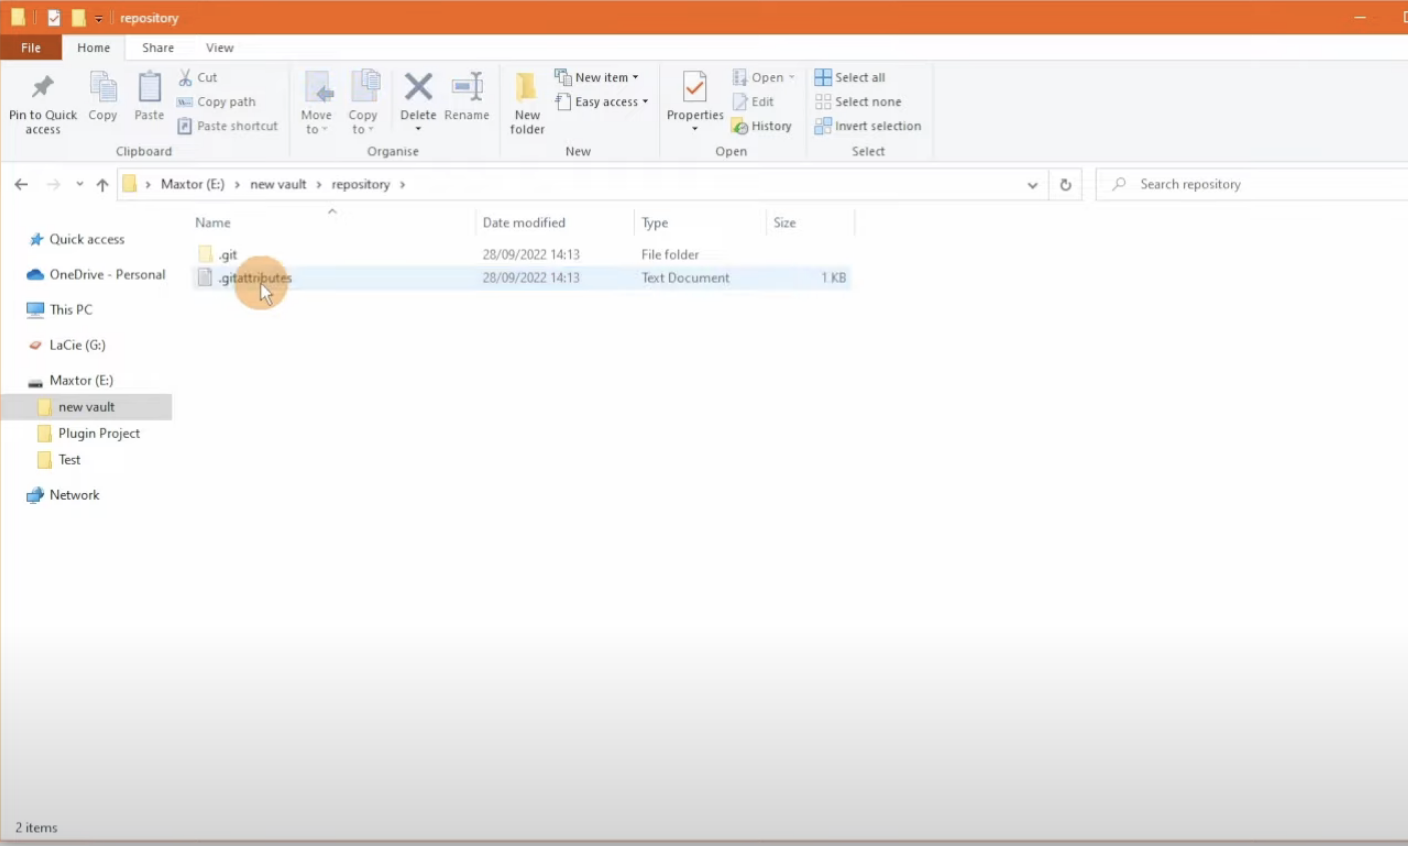 repository
File Home Share View
Pin to Quick access
Copy
Paste
Cut
Copy path
Paste shortcut
Clipboard
Move to
Copy to
Delete
Rename
Organise
New folder
New item
Easy access
New
Properties
Open
Edit
History
Open
Select all
Select none
Invert selection
Select
Maxtor (E:) > new vault > repository >
Search repository
Name Date modified Type Size
.git 28/09/2022 14:13 File folder
.gitattributes 28/09/2022 14:13 Text Document 1 KB
Quick access
OneDrive - Personal
This PC
LaCie (G:)
Maxtor (E:)
new vault
Plugin Project
Test
Network
2 items